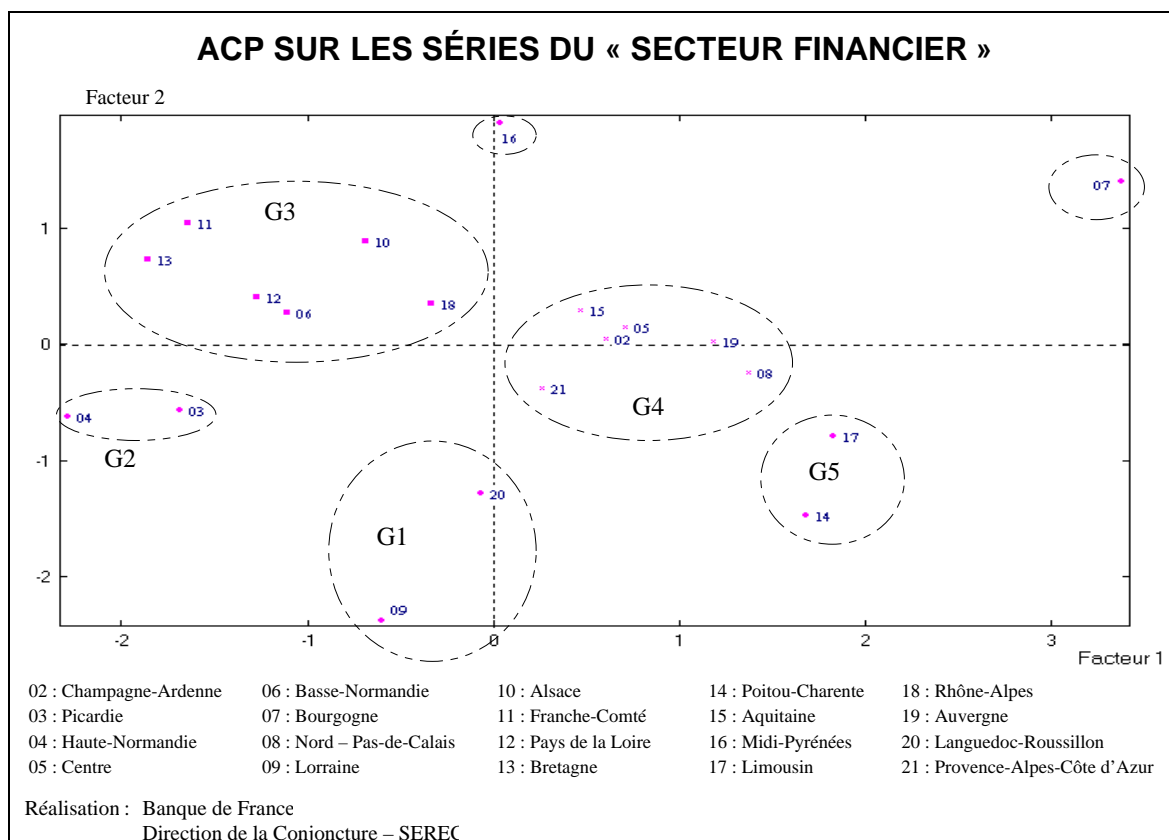 ACP SUR LES SÉRIES DU « SECTEUR FINANCIER »
Facteur 2
16
07
G3
11
10
1
13
12
06
18
15
05
02
19
0
08
21
G4
04
03
G2
17
-1
G5
20
14
G1
-2
09
-2
-1
0
1
2
3
Facteur 1
02 : Champagne-Ardenne 06 : Basse-Normandie 10 : Alsace 14 : Poitou-Charente 18 : Rhône-Alpes
03 : Picardie 07 : Bourgogne 11 : Franche-Comté 15 : Aquitaine 19 : Auvergne
04 : Haute-Normandie 08 : Nord – Pas-de-Calais 12 : Pays de la Loire 16 : Midi-Pyrénées 20 : Languedoc-Roussillon
05 : Centre 09 : Lorraine 13 : Bretagne 17 : Limousin 21 : Provence-Alpes-Côte d'Azur
Réalisation : Banque de France
Direction de la Conjoncture – SEREC